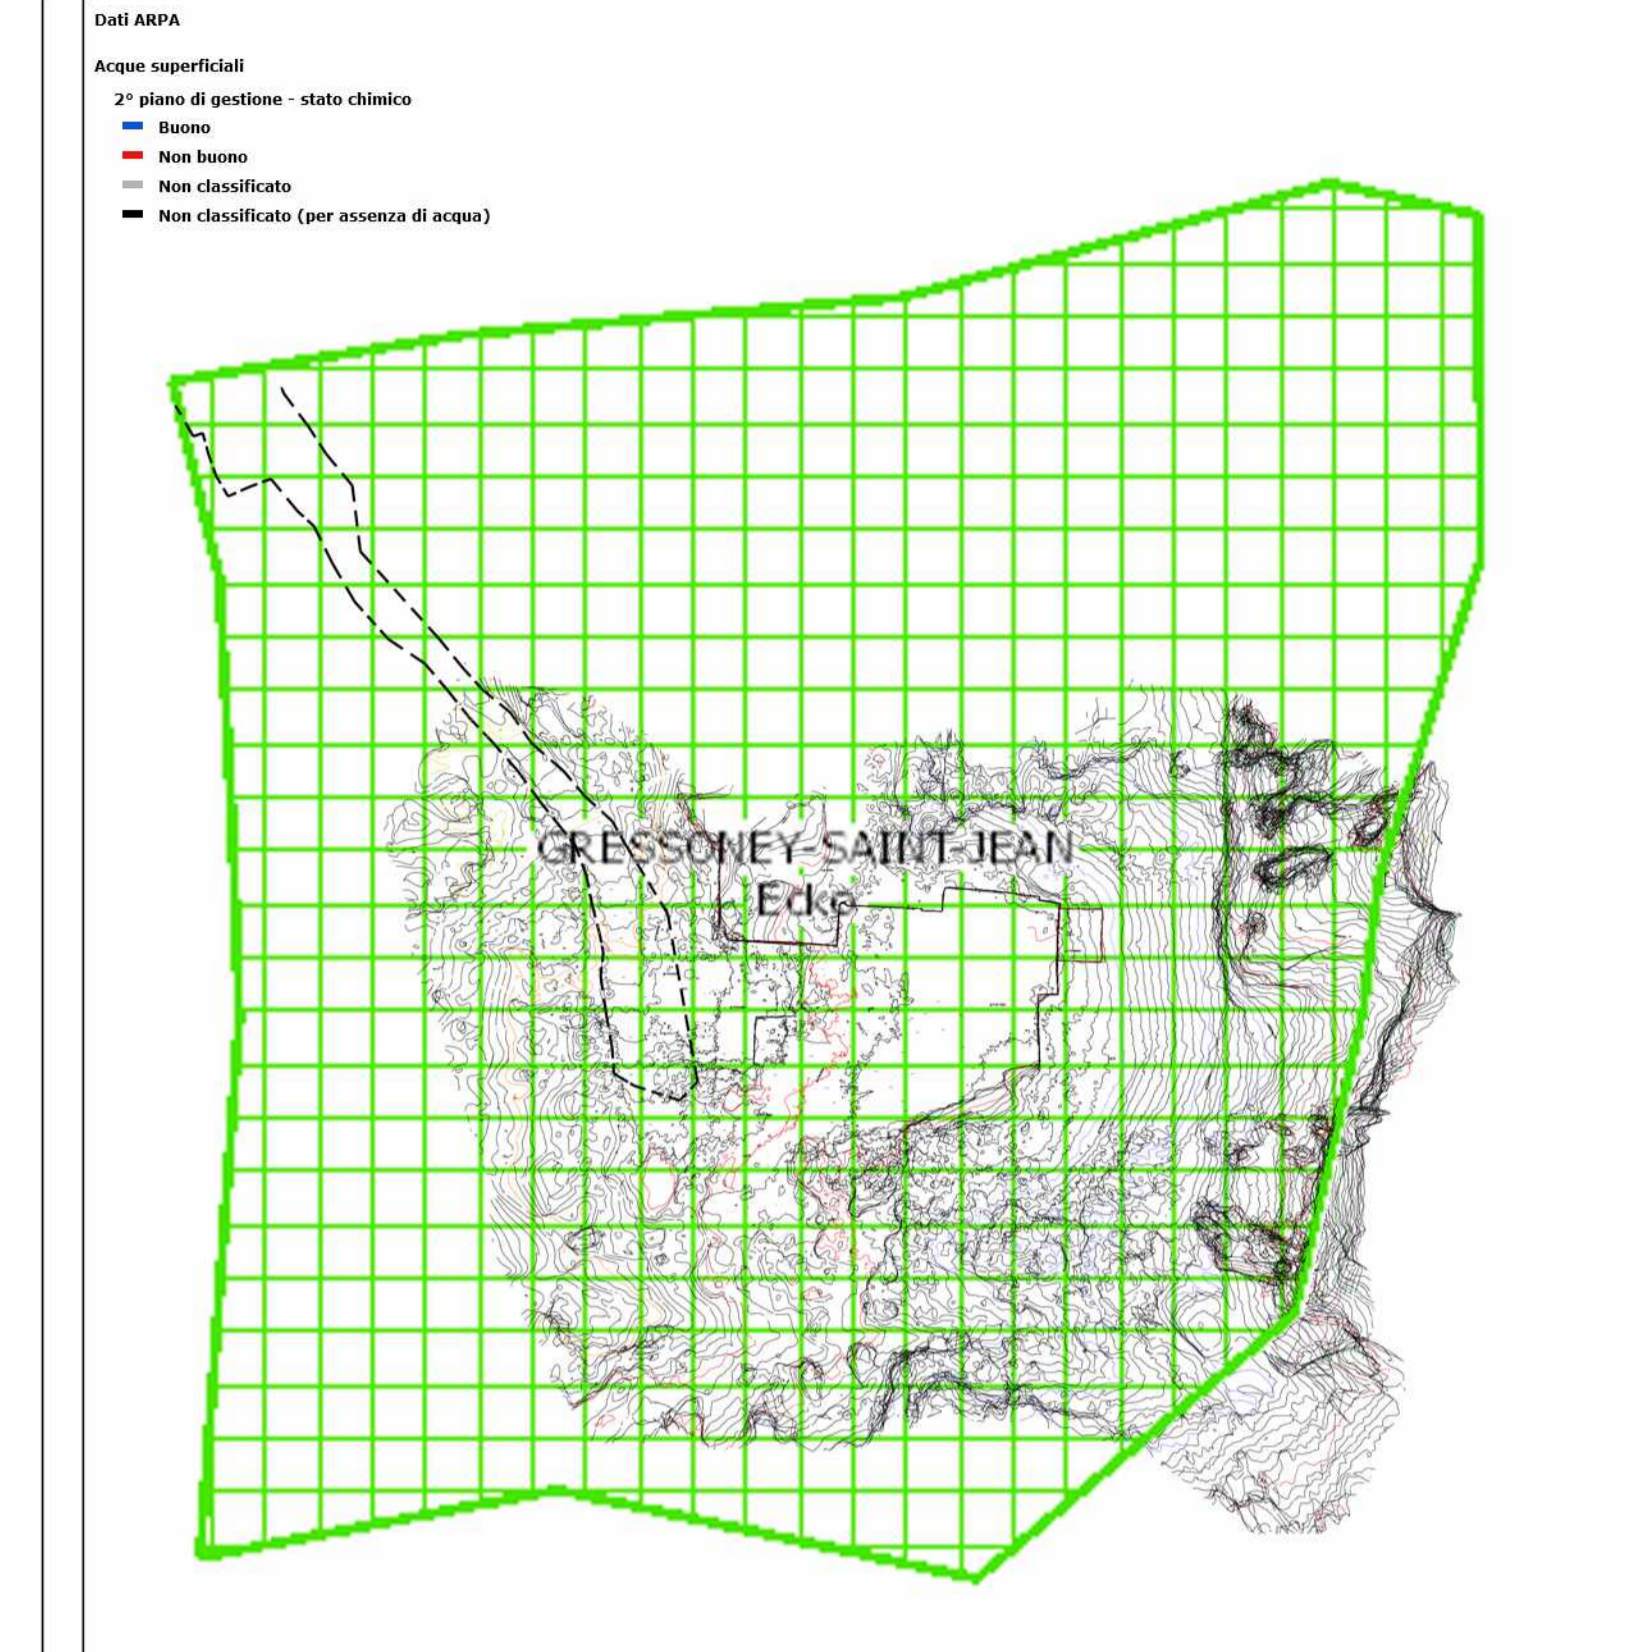 Dati ARPA
Acque superficiali
2° piano di gestione - stato chimico
Buono
Non buono
Non classificato
Non classificato (per assenza di acqua)
GRESSONEY-SAINT-JEAN
Ecko